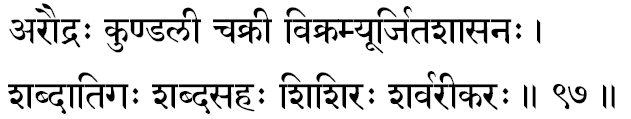 अरौद्रः कुण्डली चक्री विक्रम्यूर्जितशासनः ।
शब्दातिगः शब्दसहः शिशिरः शर्वरीकरः ॥ ९७ ॥